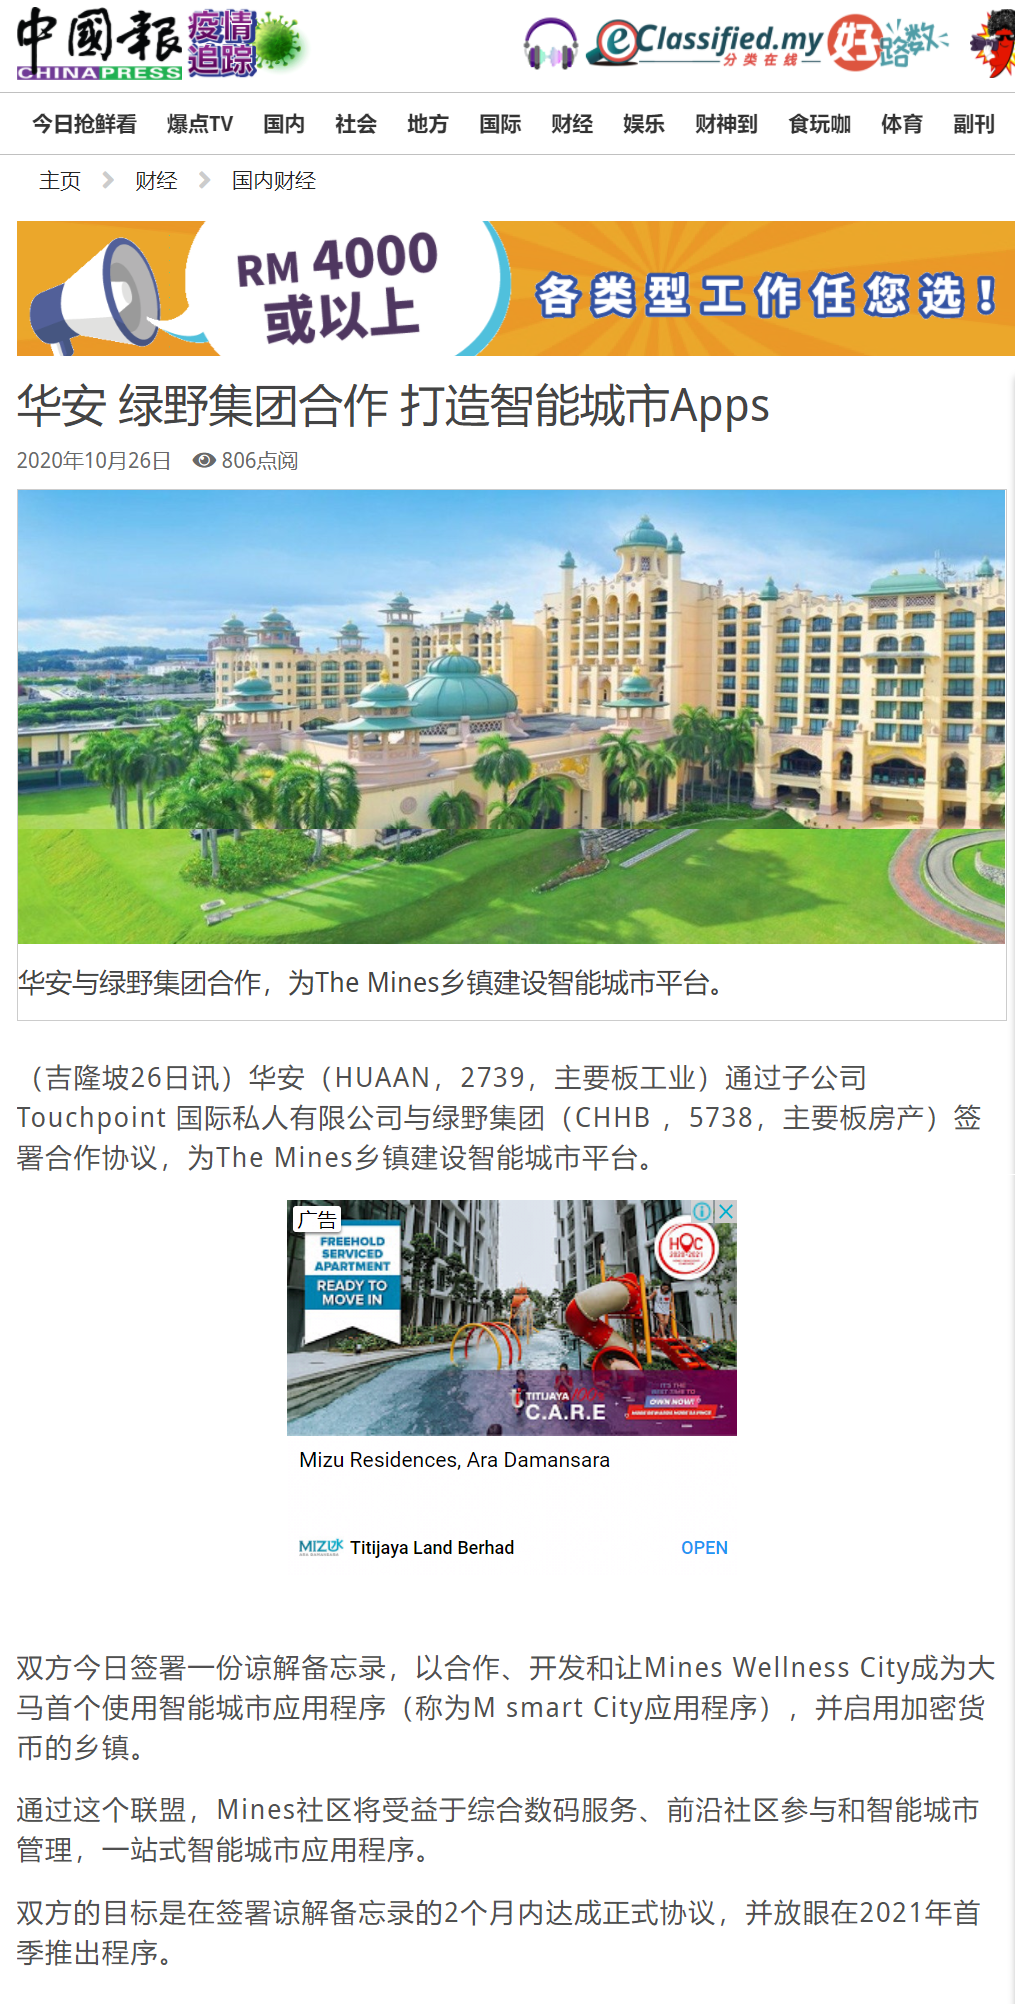 中國報
CHINAPRESS
疫情
追踪
eClassified.my
分类在线
好路数
今日抢鲜看 爆点TV 国内 社会 地方 国际 财经 娱乐 财神到 食玩咖 体育 副刊
主页 > 财经 > 国内财经
RM 4000
或以上
各类型工作任您选！
华安 绿野集团合作 打造智能城市Apps
2020年10月26日 806点阅
华安与绿野集团合作，为The Mines乡镇建设智能城市平台。
（吉隆坡26日讯）华安（HUAAN，2739，主要板工业）通过子公司
Touchpoint 国际私人有限公司与绿野集团（CHHB ，5738，主要板房产）签
署合作协议，为The Mines乡镇建设智能城市平台。
广告
FREEHOLD
SERVICED
APARTMENT
READY TO
MOVE IN
HOC
2020-2021
TITIJAYA
C.A.R.E
IT'S THE
BEST TIME TO
OWN NOW!
Mizu Residences, Ara Damansara
MIZU水
ARA DAMANSARA
Titijaya Land Berhad
OPEN
双方今日签署一份谅解备忘录，以合作、开发和让Mines Wellness City成为大
马首个使用智能城市应用程序（称为M smart City应用程序），并启用加密货
币的乡镇。
通过这个联盟，Mines社区将受益于综合数码服务、前沿社区参与和智能城市
管理，一站式智能城市应用程序。
双方的目标是在签署谅解备忘录的2个月内达成正式协议，并放眼在2021年首
季推出程序。